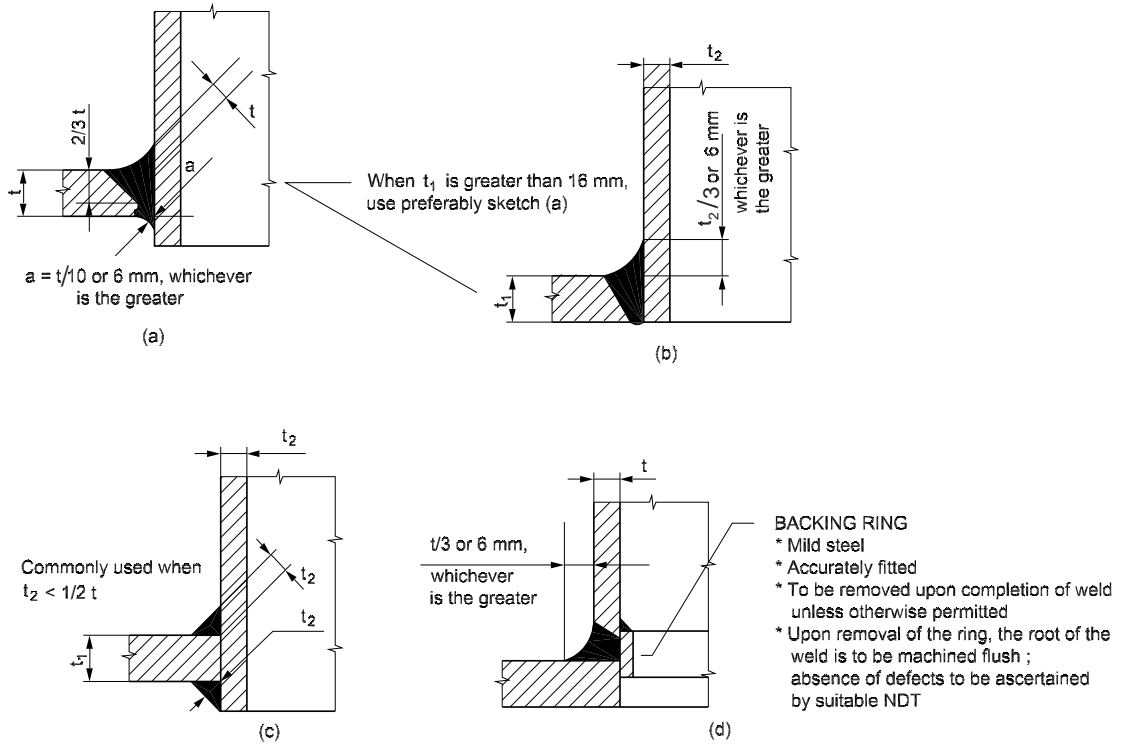 2/3 t
t
t
a
a = t/10 or 6 mm, whichever
is the greater
(a)
When t₁ is greater than 16 mm,
use preferably sketch (a)
t₂
t₂/3 or 6 mm
whichever is
the greater
t₁
(b)
t₂
Commonly used when
t₂ < 1/2 t
t₂
t₂
t₁
(c)
t
t/3 or 6 mm,
whichever
is the greater
(d)
BACKING RING
* Mild steel
* Accurately fitted
* To be removed upon completion of weld
unless otherwise permitted
* Upon removal of the ring, the root of the
weld is to be machined flush ;
absence of defects to be ascertained
by suitable NDT